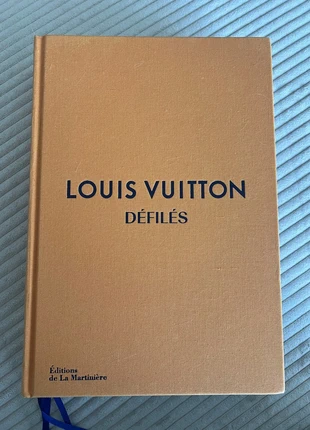 LOUIS VUITTON
DÉFILÉS
Éditions
de La Martinière